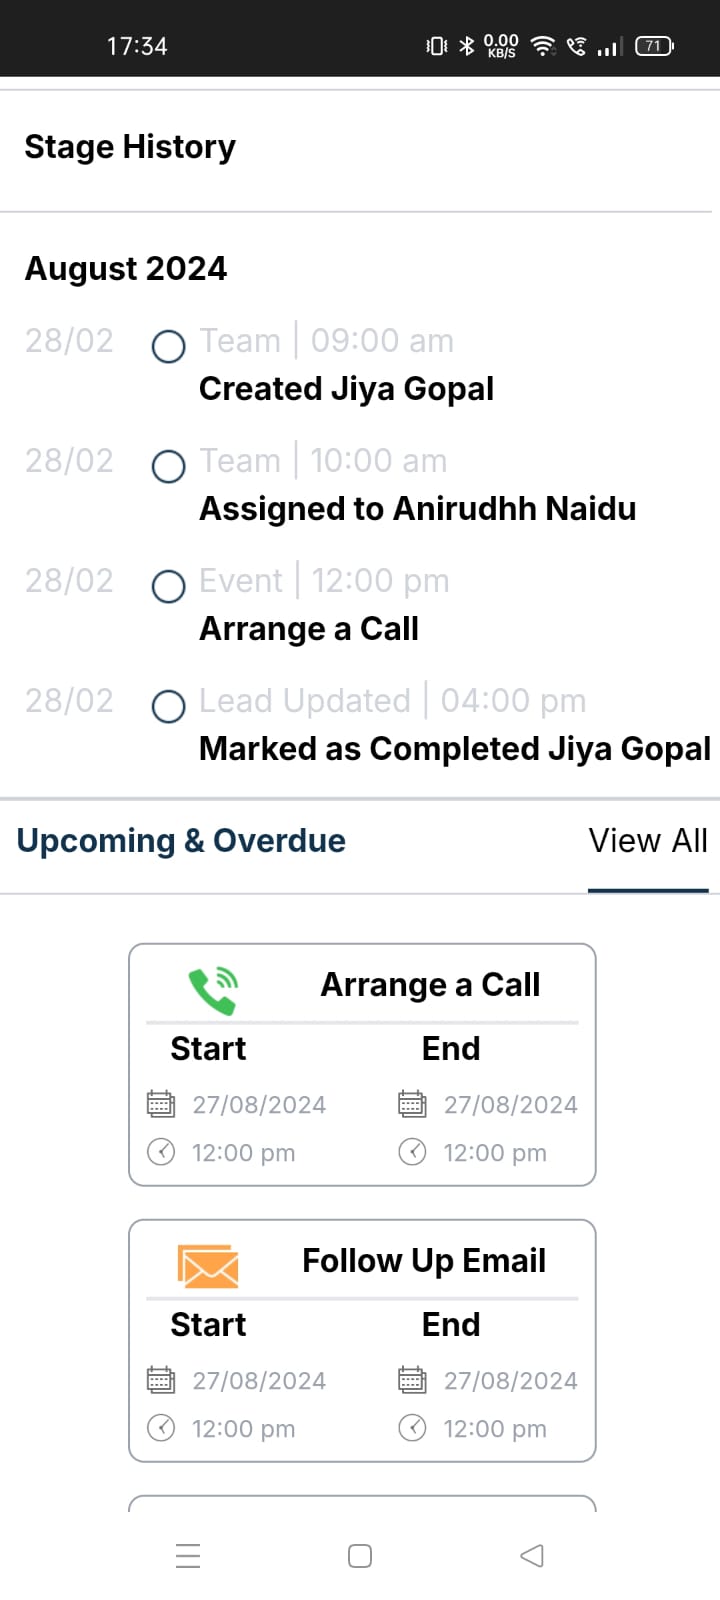 17:34 0.00 KB/S 71
Stage History
August 2024
28/02 Team | 09:00 am
Created Jiya Gopal
28/02 Team | 10:00 am
Assigned to Anirudhh Naidu
28/02 Event | 12:00 pm
Arrange a Call
28/02 Lead Updated | 04:00 pm
Marked as Completed Jiya Gopal
Upcoming & Overdue View All
Arrange a Call
Start End
27/08/2024 27/08/2024
12:00 pm 12:00 pm
Follow Up Email
Start End
27/08/2024 27/08/2024
12:00 pm 12:00 pm